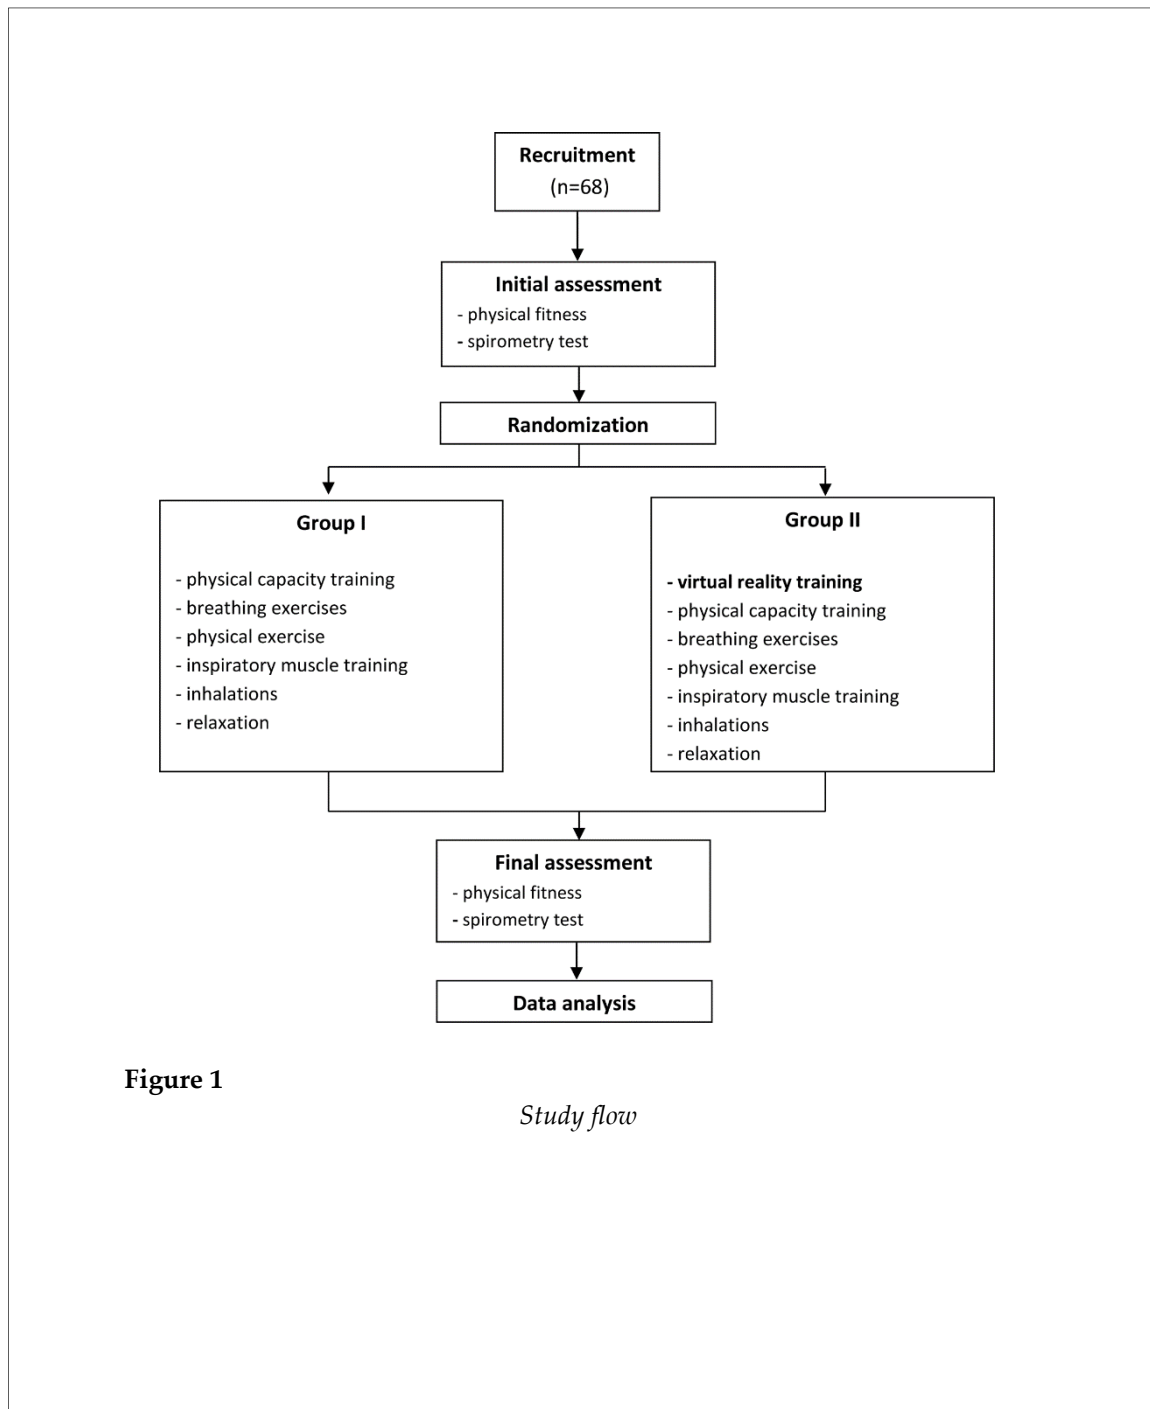 Recruitment
(n=68)
Initial assessment
- physical fitness
- spirometry test
Randomization
Group I
- physical capacity training
- breathing exercises
- physical exercise
- inspiratory muscle training
- inhalations
- relaxation
Group II
- virtual reality training
- physical capacity training
- breathing exercises
- physical exercise
- inspiratory muscle training
- inhalations
- relaxation
Final assessment
- physical fitness
- spirometry test
Data analysis
Figure 1
Study flow